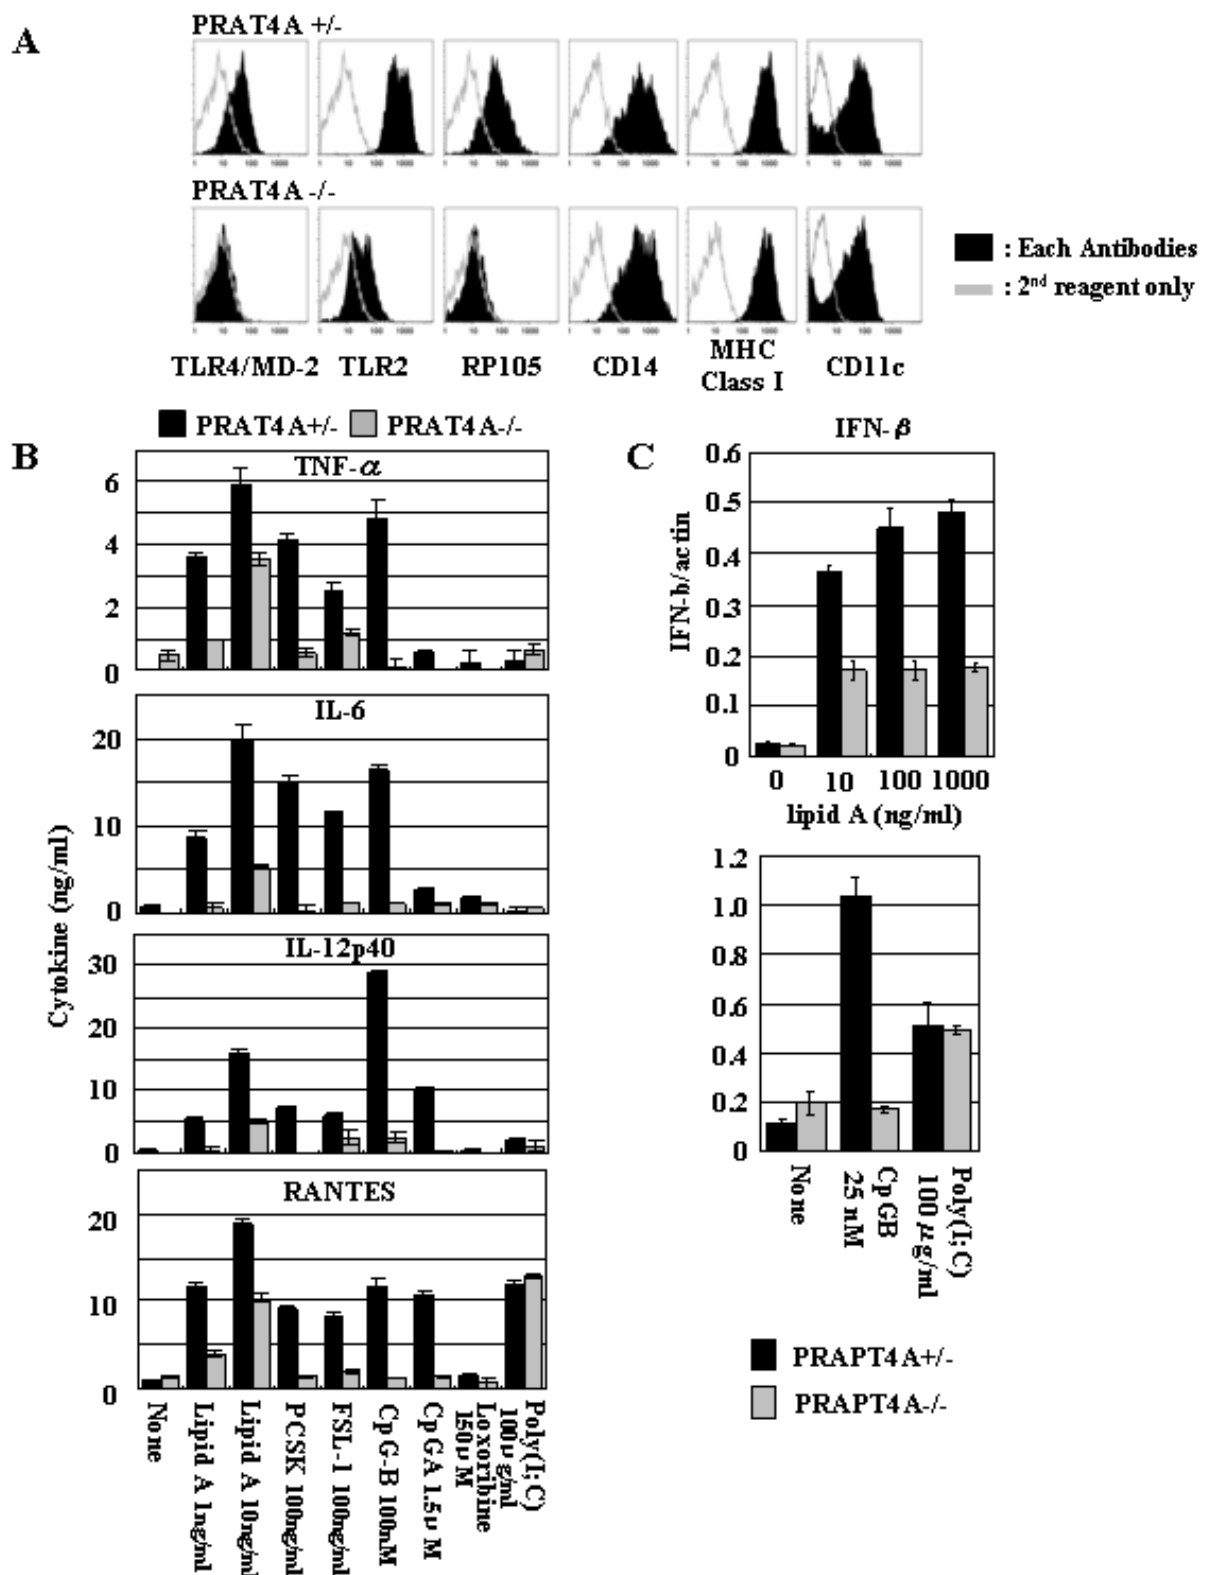 A
PRAT4A +/-
PRAT4A -/-
: Each Antibodies
: 2nd reagent only
TLR4/MD-2 TLR2 RP105 CD14 MHC Class I CD11c
PRAT4A+/- PRAT4A-/-
B
TNF-α
6
4
2
0
IL-6
20
10
0
IL-12p40
30
20
10
0
RANTES
20
10
0
Cytokine (ng/ml)
None
Lipid A 1ng/ml
Lipid A 10ng/ml
PCSK 100ng/ml
FSL-1 100ng/ml
CpG-B 100nM
CpGA 1.5μM
Loxoribine
150μM
Poly(I;C)
100μg/ml
C
IFN-β
0.6
0.5
0.4
0.3
0.2
0.1
0
IFN-b/actin
0 10 100 1000
lipid A (ng/ml)
1.2
1.0
0.8
0.6
0.4
0.2
0
None
CpGB
25 nM
Poly(I;C)
100μg/ml
PRAPT4A+/-
PRAPT4A-/-